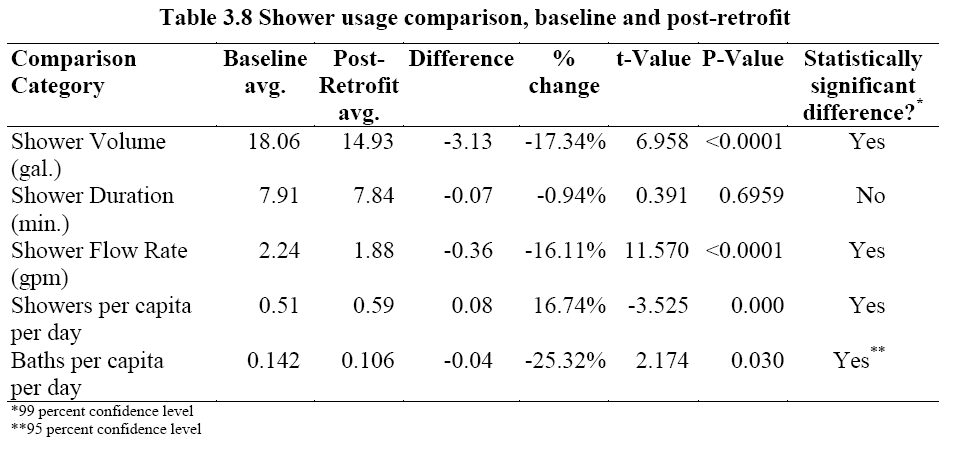 Table 3.8 Shower usage comparison, baseline and post-retrofit
Comparison Category Baseline avg. Post-Retrofit avg. Difference % change t-Value P-Value Statistically significant difference?*
Shower Volume (gal.) 18.06 14.93 -3.13 -17.34% 6.958 <0.0001 Yes
Shower Duration (min.) 7.91 7.84 -0.07 -0.94% 0.391 0.6959 No
Shower Flow Rate (gpm) 2.24 1.88 -0.36 -16.11% 11.570 <0.0001 Yes
Showers per capita per day 0.51 0.59 0.08 16.74% -3.525 0.000 Yes
Baths per capita per day 0.142 0.106 -0.04 -25.32% 2.174 0.030 Yes**
*99 percent confidence level
**95 percent confidence level